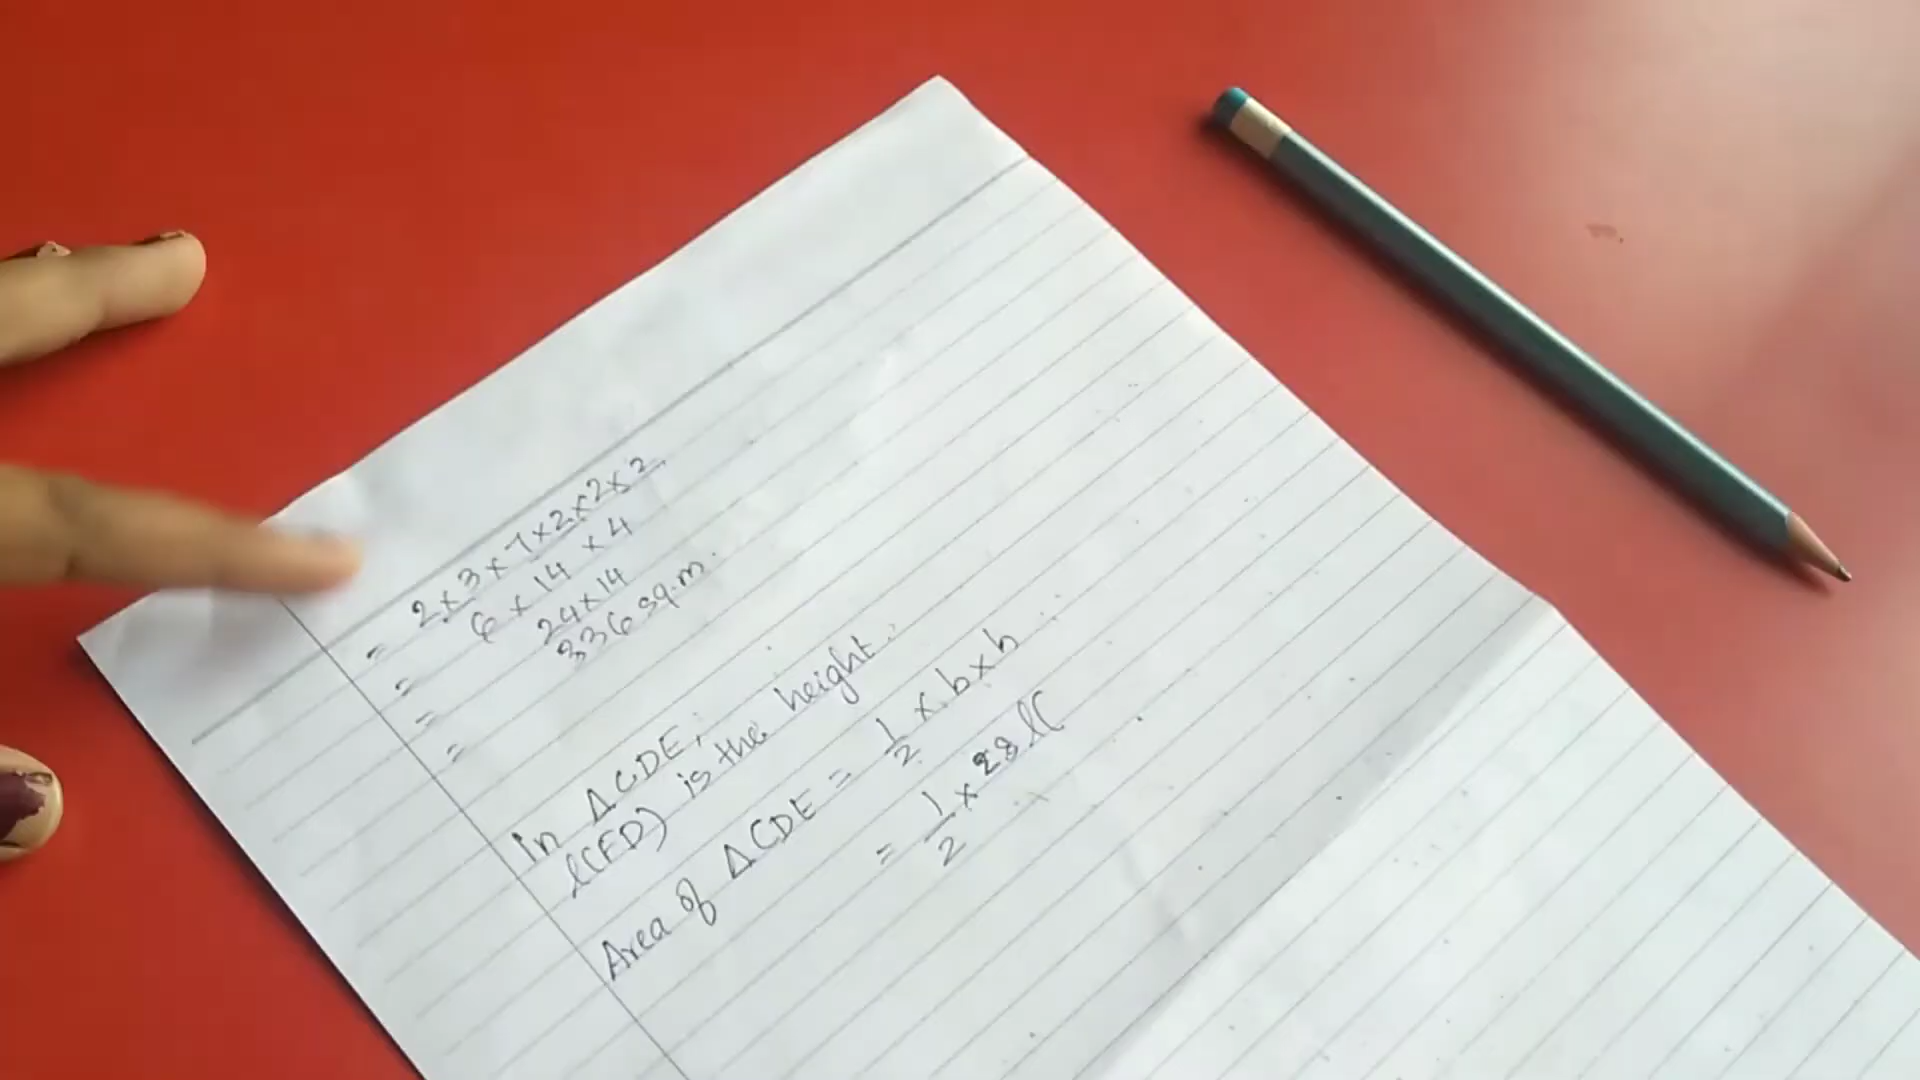 = 2×3×7×2×2×2
= 6×14×4
= 24×14
= 336 sq.m.
In ΔCDE,
l(FD) is the height.
Area of ΔCDE = 1/2 × b × h
= 1/2 × 28 l(